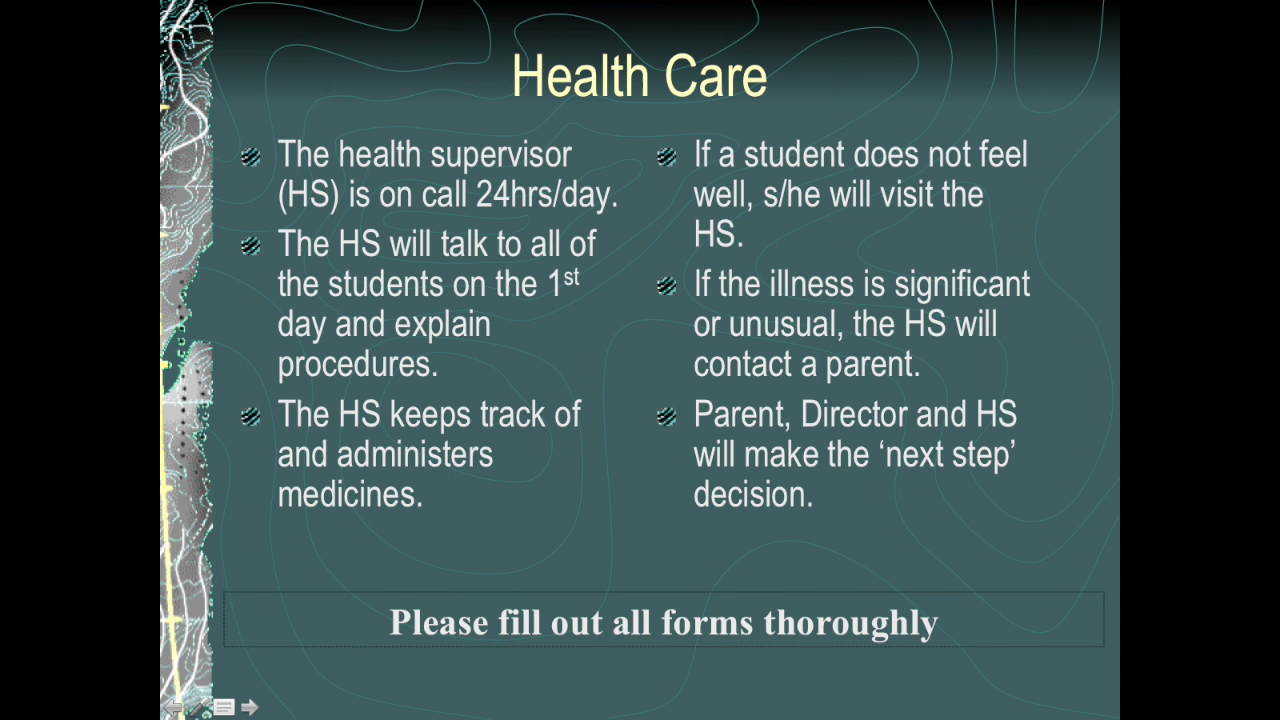 Health Care
The health supervisor
(HS) is on call 24hrs/day.
The HS will talk to all of
the students on the 1st
day and explain
procedures.
The HS keeps track of
and administers
medicines.
If a student does not feel
well, s/he will visit the
HS.
If the illness is significant
or unusual, the HS will
contact a parent.
Parent, Director and HS
will make the ‘next step’
decision.
Please fill out all forms thoroughly